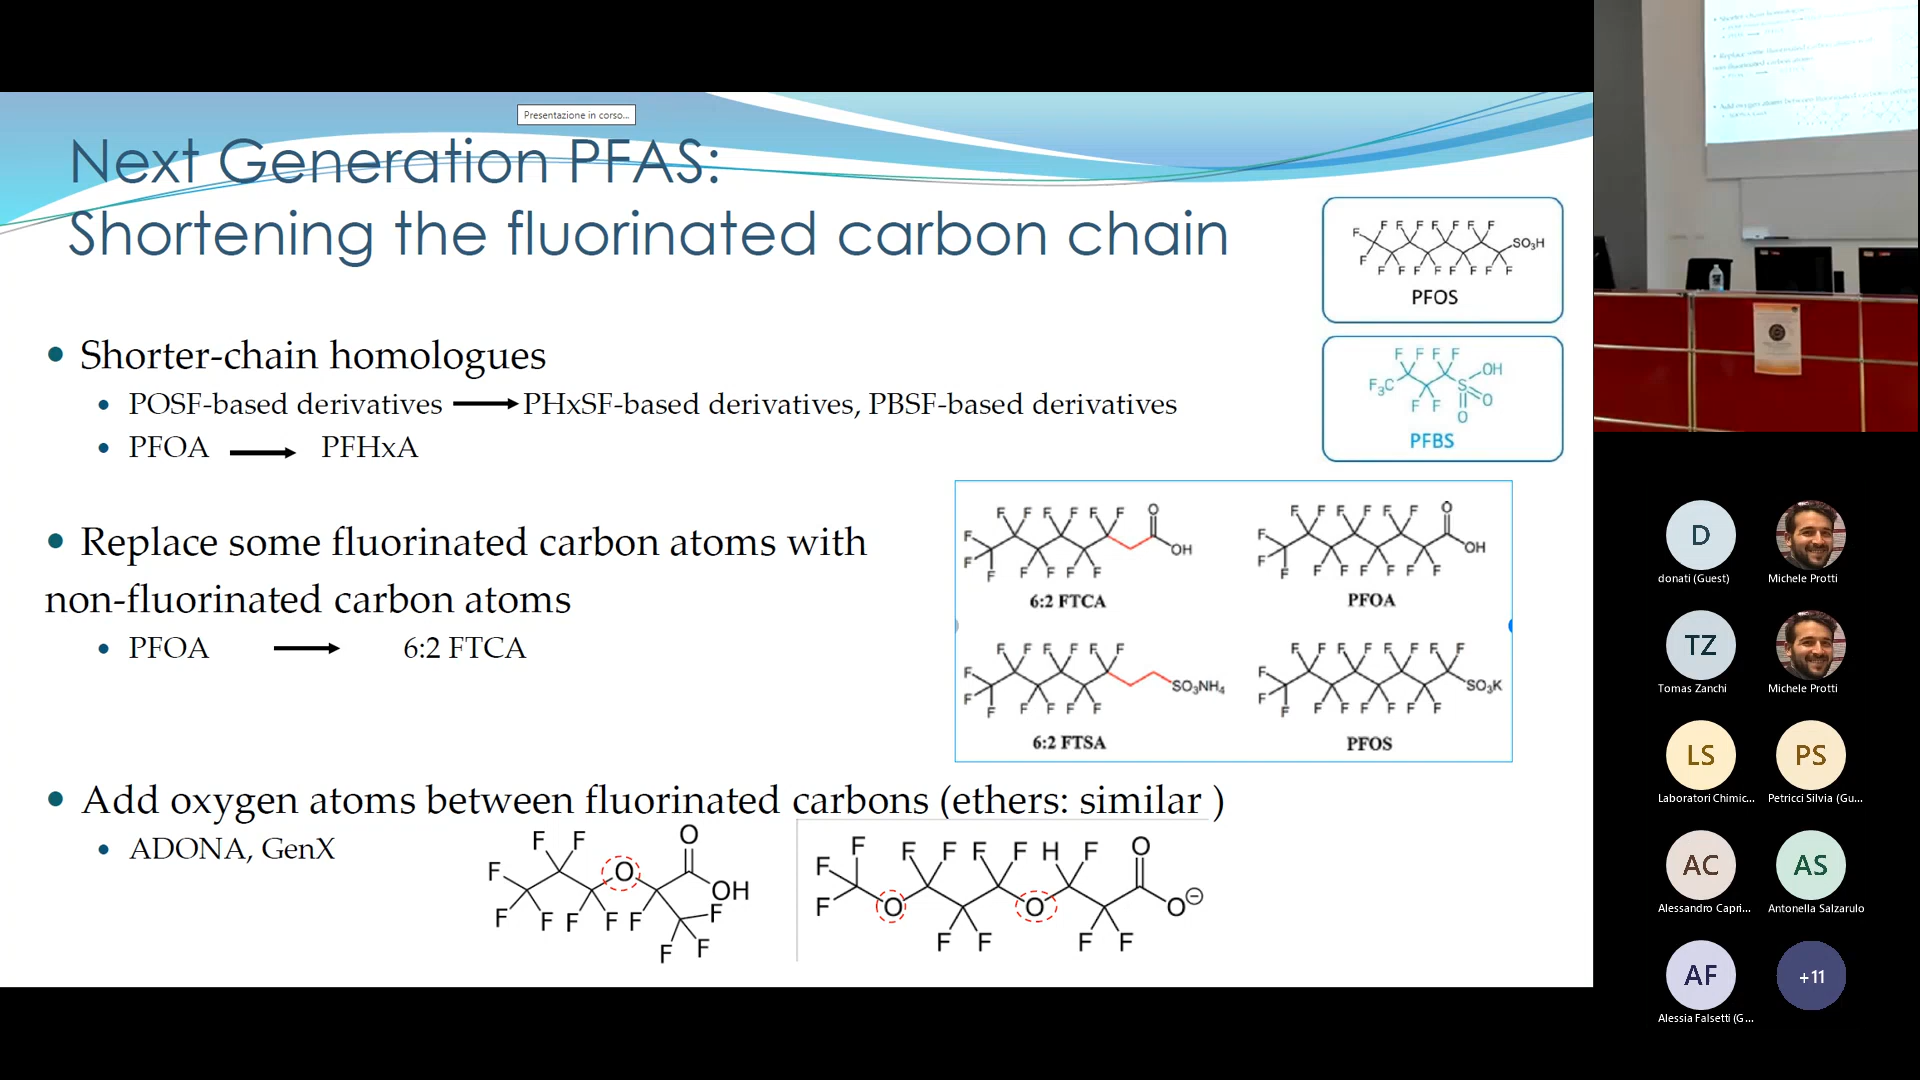 Presentazione in corso...
Next Generation PFAS:
Shortening the fluorinated carbon chain
• Shorter-chain homologues
• POSF-based derivatives → PHxSF-based derivatives, PBSF-based derivatives
• PFOA → PFHxA
• Replace some fluorinated carbon atoms with
non-fluorinated carbon atoms
• PFOA → 6:2 FTCA
• Add oxygen atoms between fluorinated carbons (ethers: similar )
• ADONA, GenX
F F F F F F F
F
SO₃H
F
F F F F F F F F
PFOS
F F F F
OH
F₃C
S
O
F F
O
PFBS
F F F F F F O
F
OH
F
F F F F F
6:2 FTCA
F F F F F F O
F
OH
F
F F F F F F F
PFOA
F F F F F F
F
SO₃NH₄
F
F F F F F
6:2 FTSA
F F F F F F F F
F
SO₃K
F
F F F F F F F
PFOS
F F O
F O
OH
F F F F F F
F F
F F F F F H F O
F
F O O O⊖
F F F F
D
donati (Guest)
Michele Protti
TZ
Tomas Zanchi
Michele Protti
LS
Laboratori Chimic...
PS
Petricci Silvia (Gu...
AC
Alessandro Capri...
AS
Antonella Salzarulo
AF
Alessia Falsetti (G...
+11